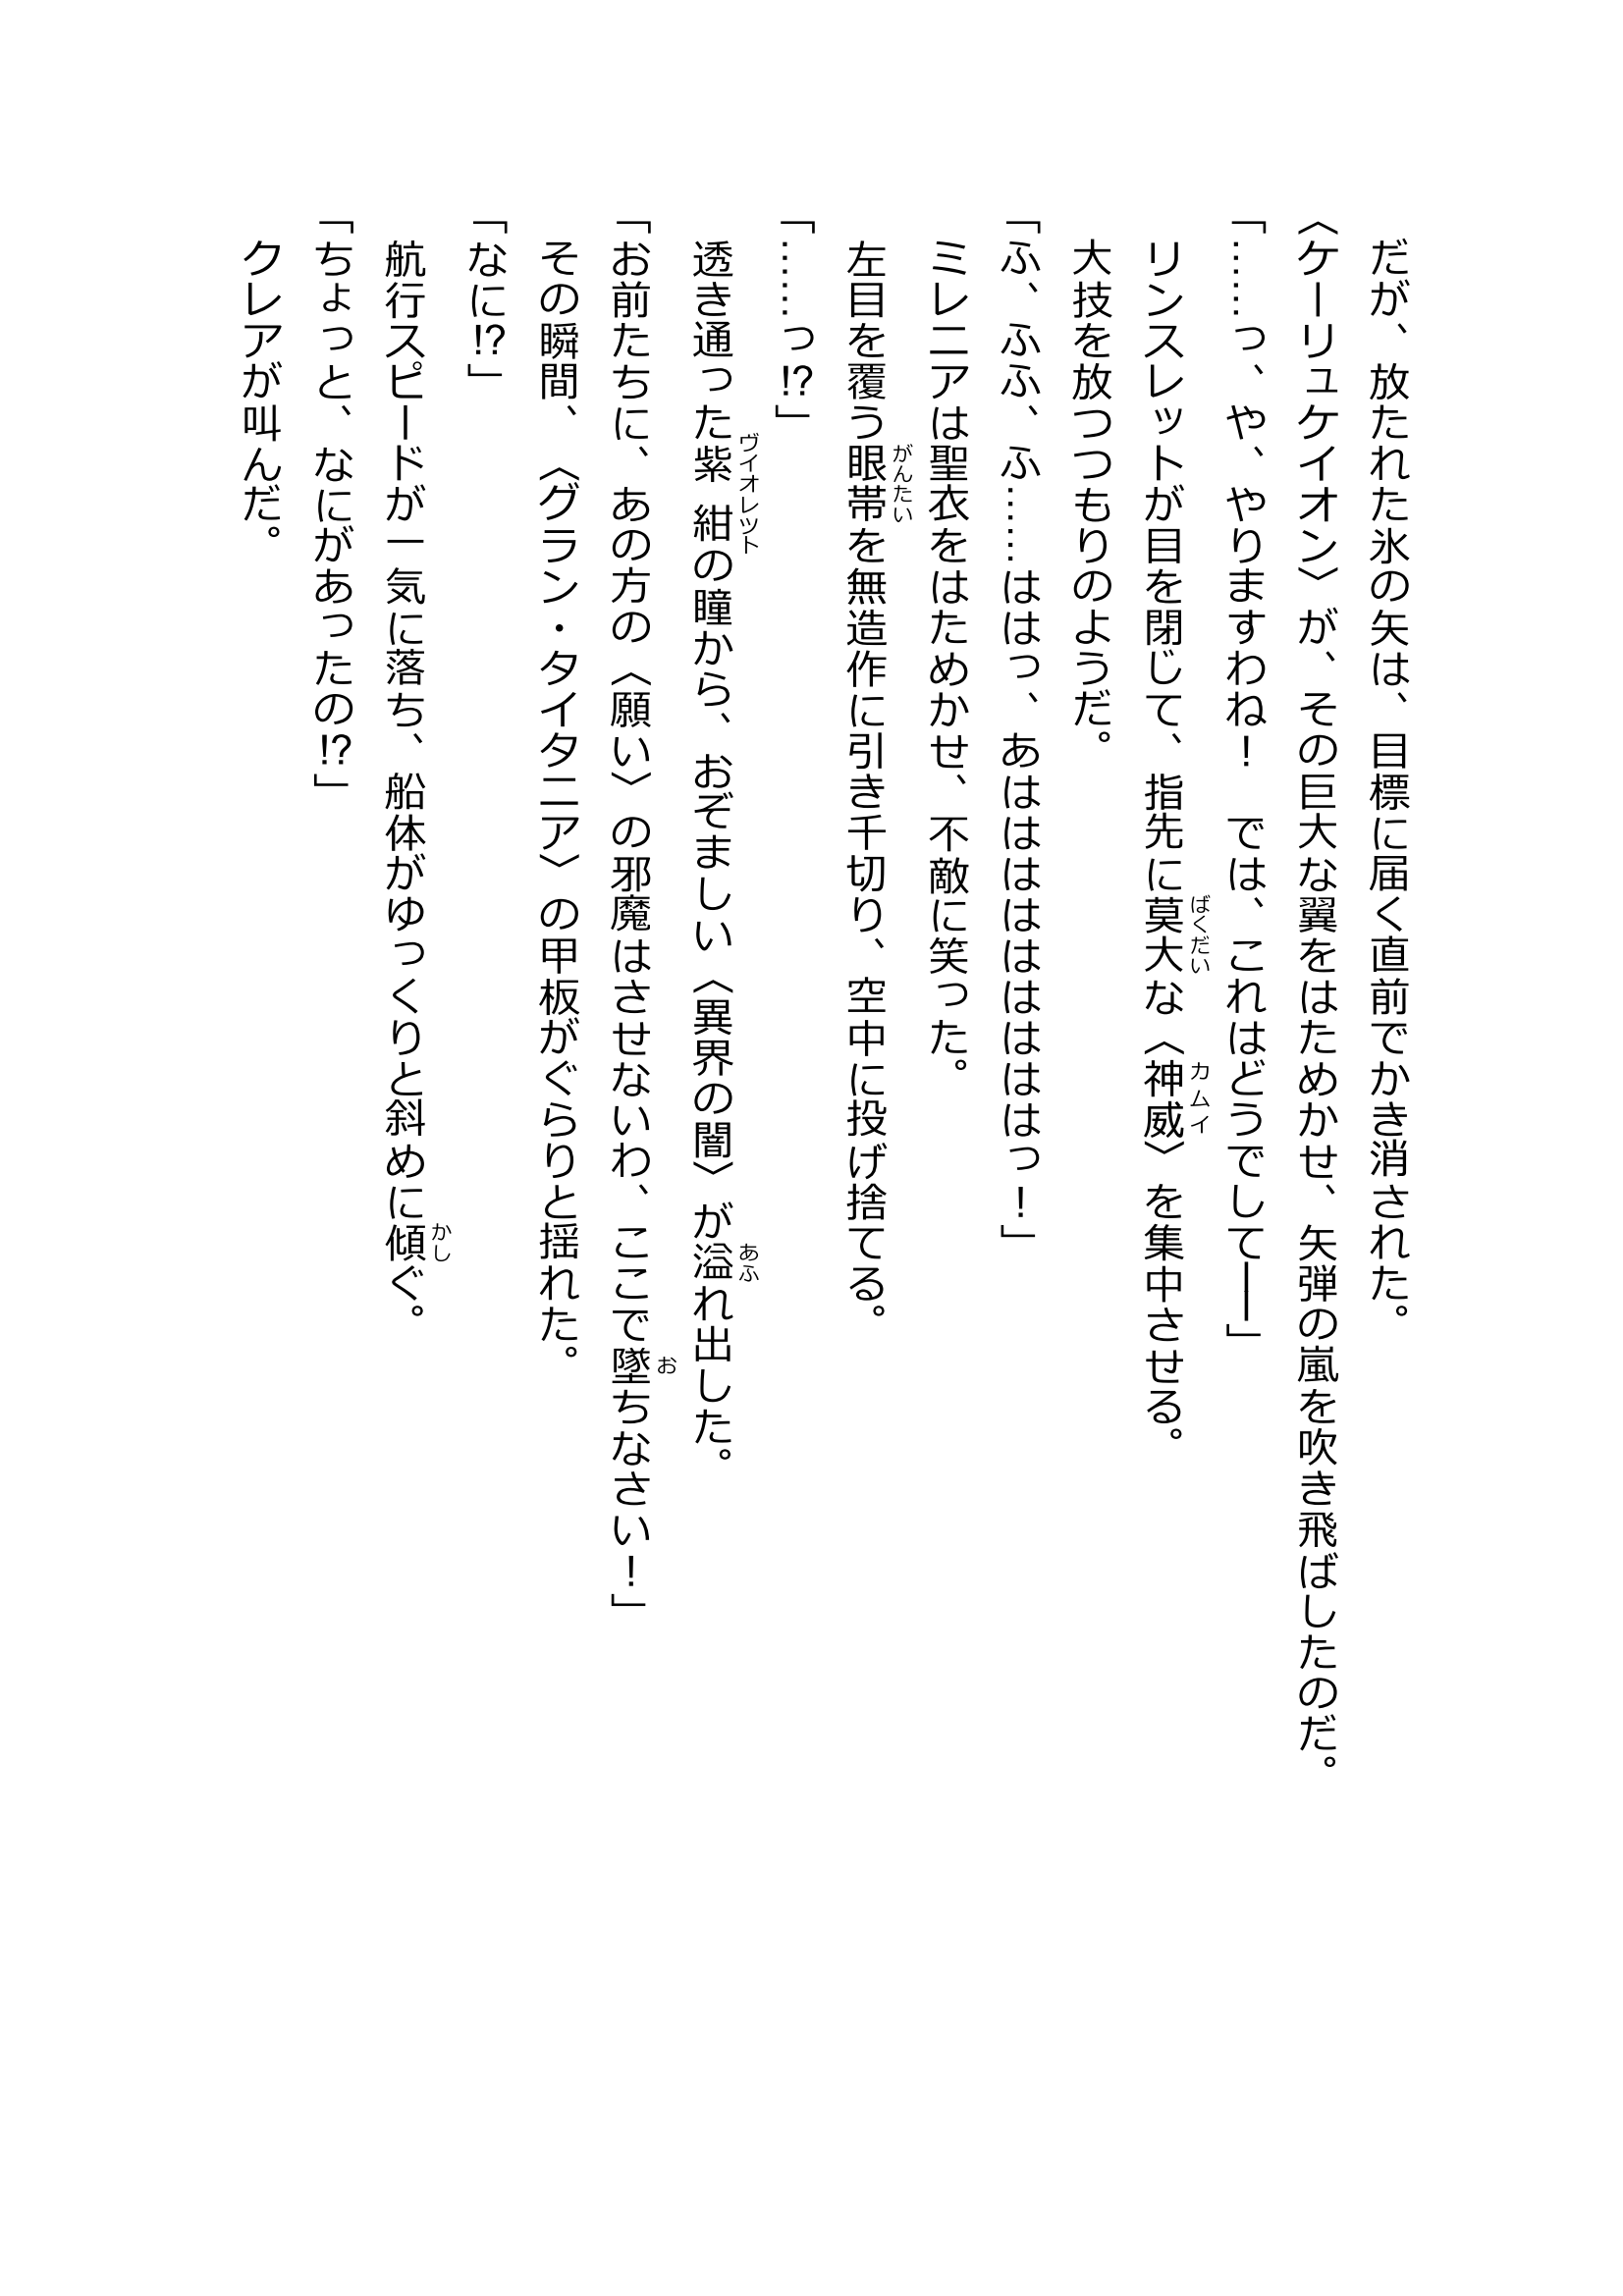 だが、放たれた氷の矢は、目標に届く直前でかき消された。
〈ケーリュケイオン〉が、その巨大な翼をはためかせ、矢弾の嵐を吹き飛ばしたのだ。
「……っ、や、やりますわね！　では、これはどうでして――」
　リンスレットが目を閉じて、指先に莫大な〈神威〉を集中させる。
ばくだい
カムイ
　大技を放つつもりのようだ。
「ふ、ふふ、ふ……ははっ、あはははははははははっ！」
　ミレニアは聖衣をはためかせ、不敵に笑った。
　左目を覆う眼帯を無造作に引き千切り、空中に投げ捨てる。
がんたい
「……っ!?」
　透き通った紫紺の瞳から、おぞましい〈異界の闇〉が溢れ出した。
ヴイオレツト
あふ
「お前たちに、あの方の〈願い〉の邪魔はさせないわ、ここで墜ちなさい！」
お
　その瞬間、〈グラン・タイタニア〉の甲板がぐらりと揺れた。
「なに!?」
　航行スピードが一気に落ち、船体がゆっくりと斜めに傾ぐ。
かし
「ちょっと、なにがあったの!?」
　クレアが叫んだ。